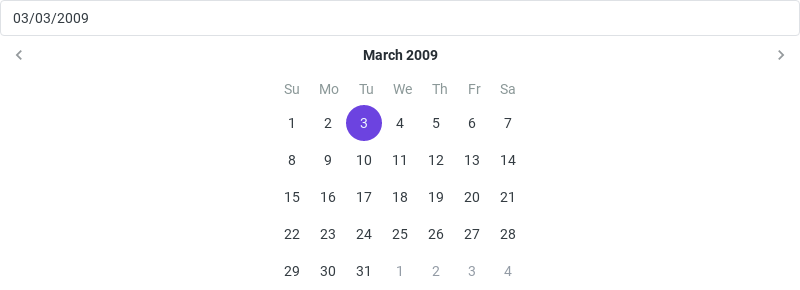 03/03/2009
March 2009
Su Mo Tu We Th Fr Sa
1 2 3 4 5 6 7
8 9 10 11 12 13 14
15 16 17 18 19 20 21
22 23 24 25 26 27 28
29 30 31 1 2 3 4